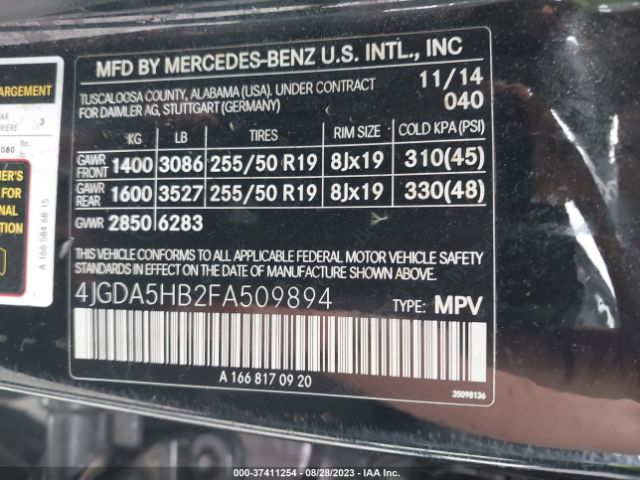 MFD BY MERCEDES-BENZ U.S. INTL., INC
TUSCALOOSA COUNTY, ALABAMA (USA). UNDER CONTRACT 11/14
FOR DAIMLER AG, STUTTGART (GERMANY) 040
KG LB TIRES RIM SIZE COLD KPA (PSI)
GAWR FRONT 1400 3086 255/50 R19 8Jx19 310(45)
GAWR REAR 1600 3527 255/50 R19 8Jx19 330(48)
GVWR 2850 6283
THIS VEHICLE CONFORMS TO ALL APPLICABLE FEDERAL MOTOR VEHICLE SAFETY
STANDARDS IN EFFECT ON THE DATE OF MANUFACTURE SHOWN ABOVE.
4JGDA5HB2FA509894 TYPE: MPV
A 166 817 09 20
35098136
A 166 584 68 15
000-37411254 - 08/28/2023 - IAA Inc.